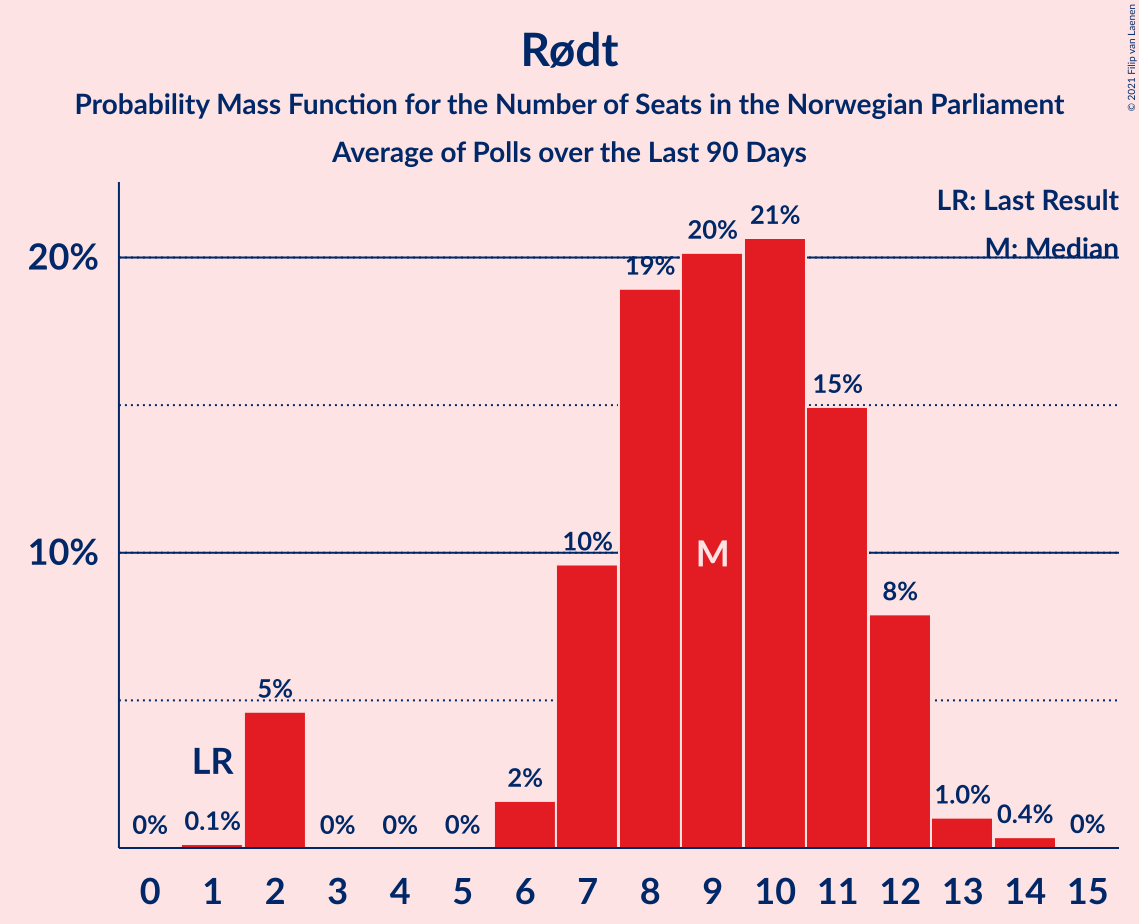 Rødt
Probability Mass Function for the Number of Seats in the Norwegian Parliament
Average of Polls over the Last 90 Days
© 2021 Filip van Laenen
LR: Last Result
M: Median
20%
10%
0%
0.1%
5%
0%
0%
0%
2%
10%
19%
20%
21%
15%
8%
1.0%
0.4%
0%
LR
M
0 1 2 3 4 5 6 7 8 9 10 11 12 13 14 15